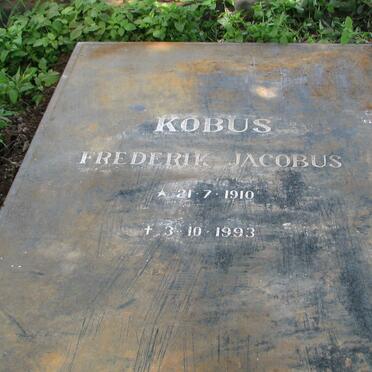 KOBUS
FREDERIK JACOBUS
★ 21·7·1910
✝ 3·10·1993